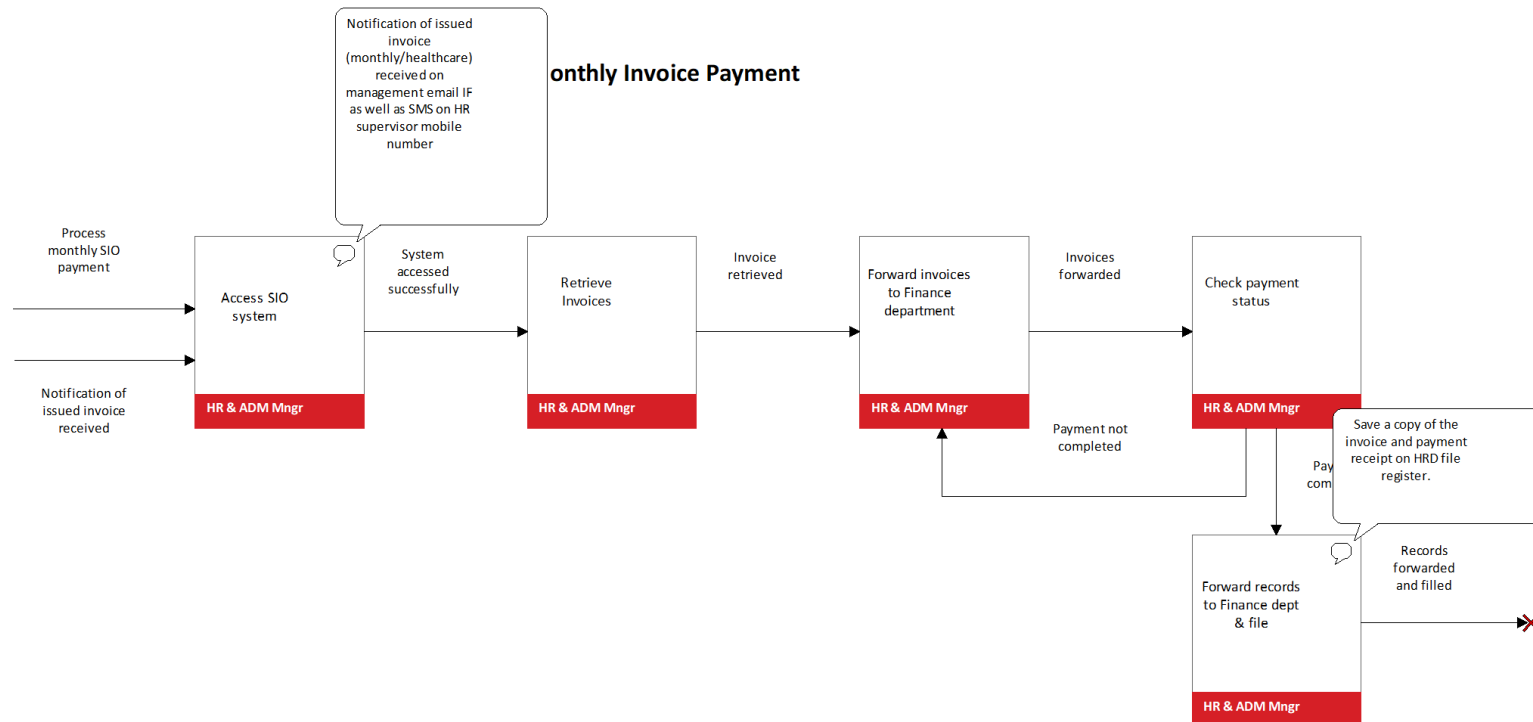 Notification of issued
invoice
(monthly/healthcare)
received on
management email IF
as well as SMS on HR
supervisor mobile
number
onthly Invoice Payment
Process
monthly SIO
payment
Notification of
issued invoice
received
Access SIO
system
HR & ADM Mngr
System
accessed
successfully
Retrieve
Invoices
HR & ADM Mngr
Invoice
retrieved
Forward invoices
to Finance
department
HR & ADM Mngr
Invoices
forwarded
Check payment
status
HR & ADM Mngr
Payment not
completed
Save a copy of the
invoice and payment
receipt on HRD file
register.
Forward records
to Finance dept
& file
HR & ADM Mngr
Records
forwarded
and filled